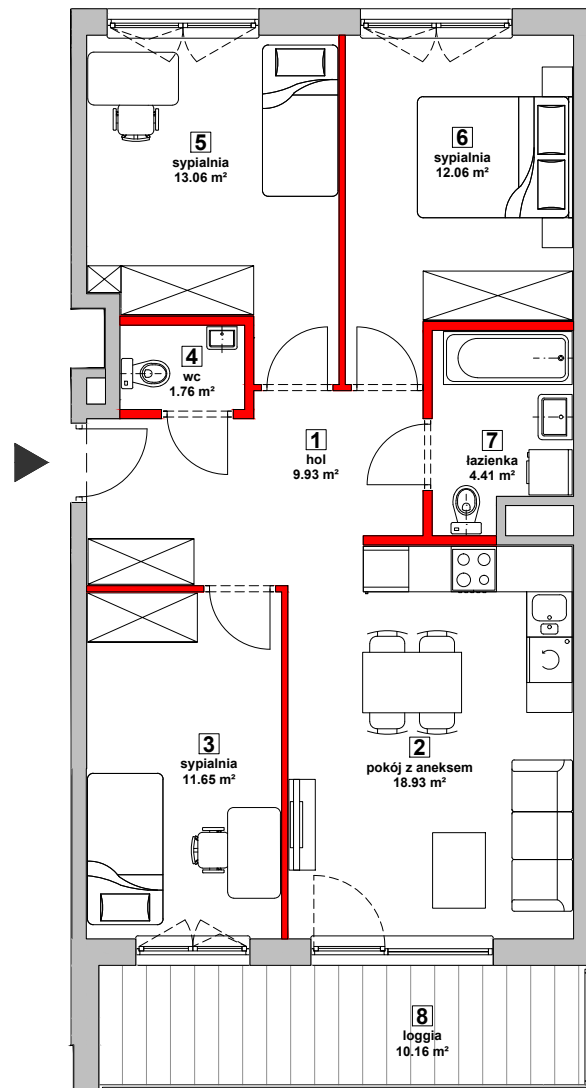 5
sypialnia
13.06 m²
6
sypialnia
12.06 m²
4
wc
1.76 m²
1
hol
9.93 m²
7
łazienka
4.41 m²
3
sypialnia
11.65 m²
2
pokój z aneksem
18.93 m²
8
loggia
10.16 m²